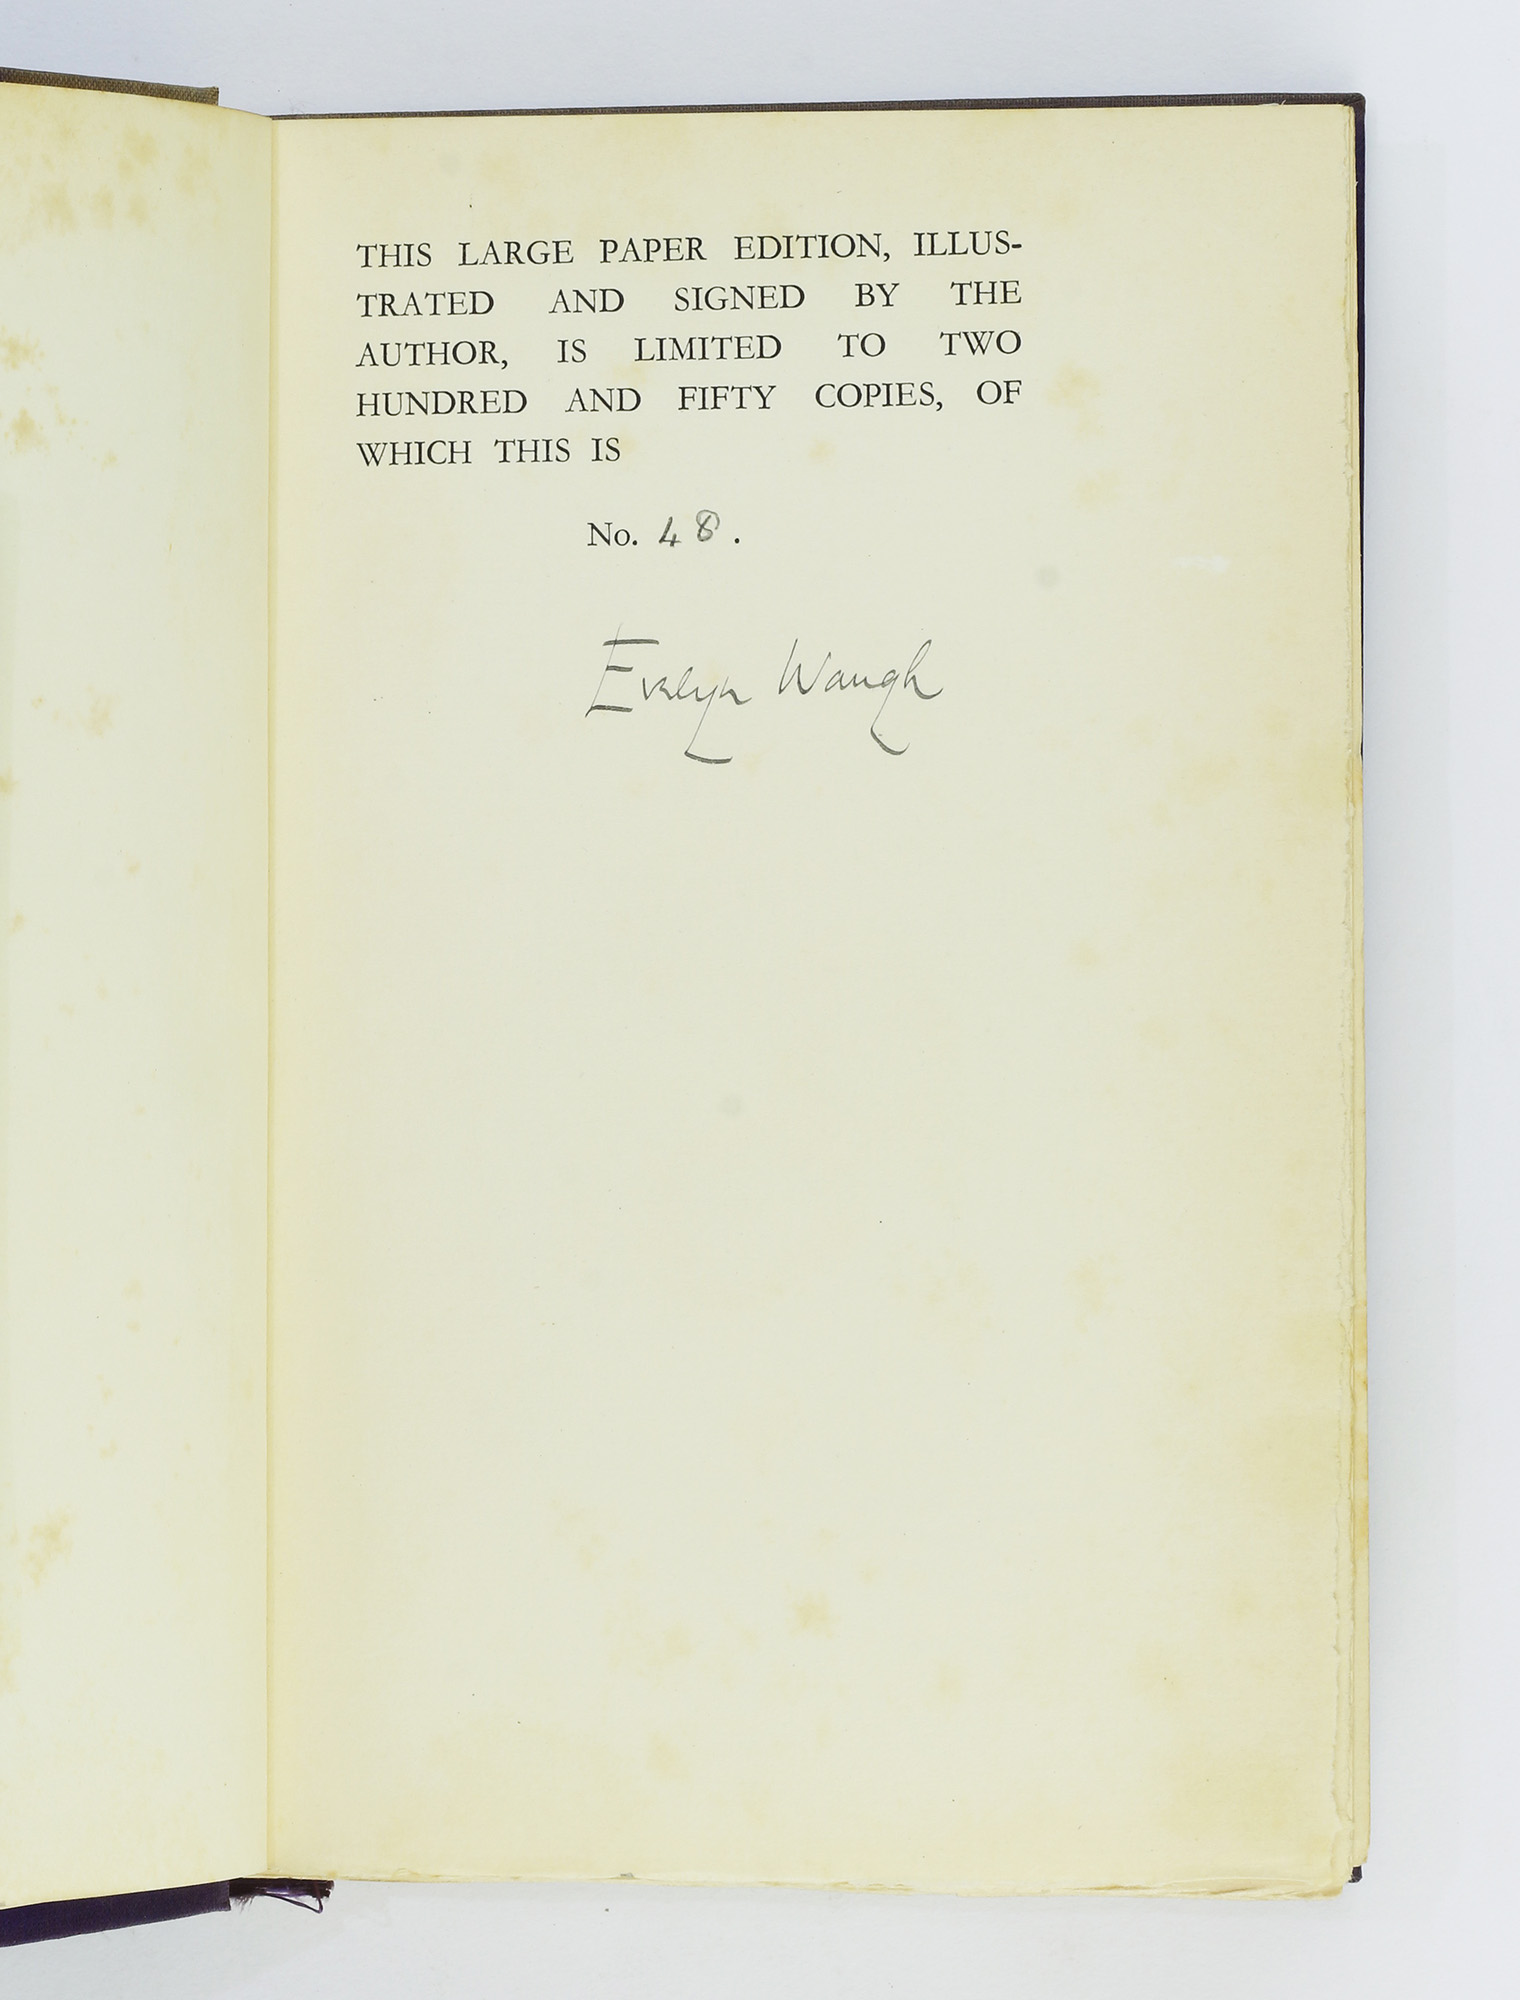 THIS LARGE PAPER EDITION, ILLUS-
TRATED AND SIGNED BY THE
AUTHOR, IS LIMITED TO TWO
HUNDRED AND FIFTY COPIES, OF
WHICH THIS IS
No. 48.
Evelyn Waugh